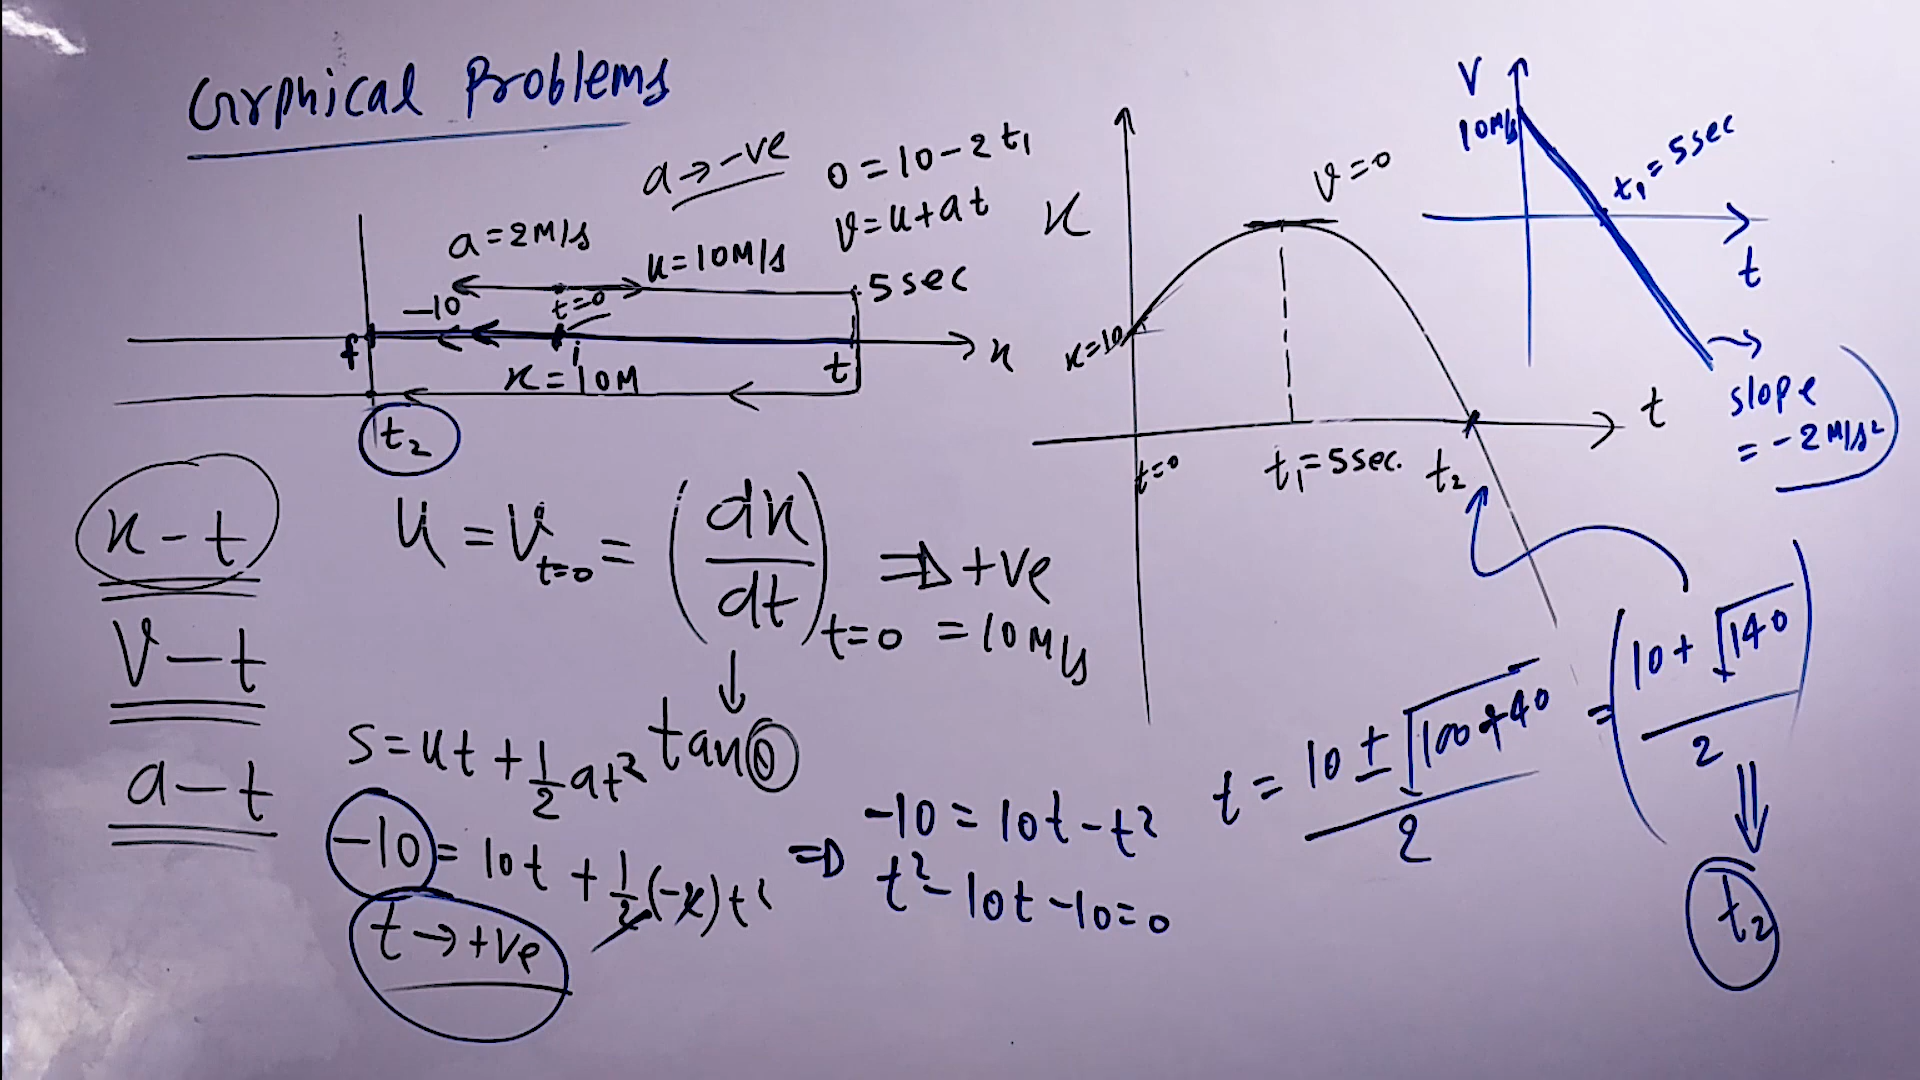 Grphical Problems
a→-ve
0=10-2t₁
v=u+at
a=2M/s
u=10M/s
5sec
-10
t=0
f
i
x=10M
t
x
t₂
x-t
V-t
a-t
u=V_{t=0}=(dx/dt)_{t=0} ⇒ +ve
=10M/s
↓
tanθ
s=ut+½at²
-10=10t+½(-2)t²
t→+ve
⇒ -10=10t-t²
t²-10t-10=0
x
v=0
x=10
t=0
t₁=5sec.
t₂
t
V
10M/s
t₁=5sec
t
slope
=-2M/s²
t=(10±√(100+40))/2
=((10+√140)/2)
⇓
t₂